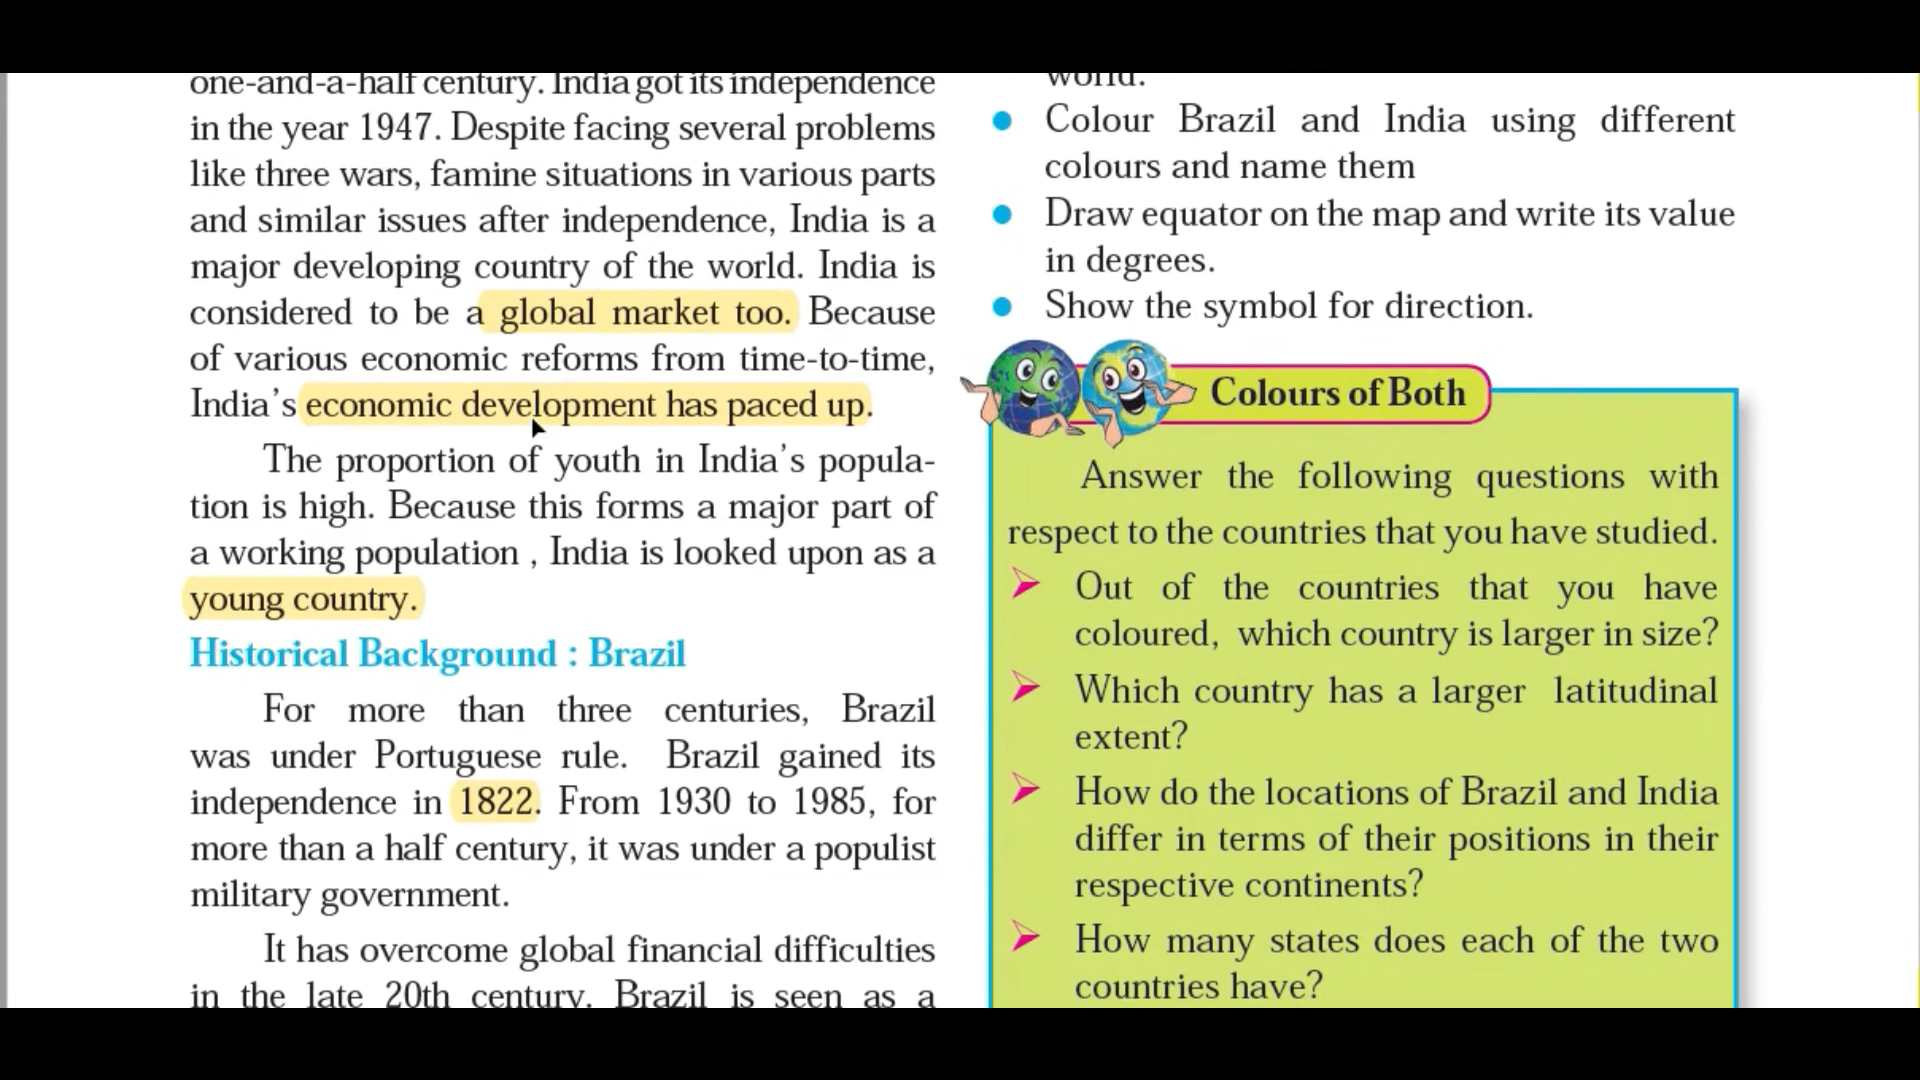 one-and-a-half century. India got its independence
in the year 1947. Despite facing several problems
like three wars, famine situations in various parts
and similar issues after independence, India is a
major developing country of the world. India is
considered to be a global market too. Because
of various economic reforms from time-to-time,
India's economic development has paced up.
The proportion of youth in India's popula-
tion is high. Because this forms a major part of
a working population , India is looked upon as a
young country.
Historical Background : Brazil
For more than three centuries, Brazil
was under Portuguese rule. Brazil gained its
independence in 1822. From 1930 to 1985, for
more than a half century, it was under a populist
military government.
It has overcome global financial difficulties
in the late 20th century. Brazil is seen as a
world.
Colour Brazil and India using different
colours and name them
Draw equator on the map and write its value
in degrees.
Show the symbol for direction.
Colours of Both
Answer the following questions with
respect to the countries that you have studied.
Out of the countries that you have
coloured, which country is larger in size?
Which country has a larger latitudinal
extent?
How do the locations of Brazil and India
differ in terms of their positions in their
respective continents?
How many states does each of the two
countries have?